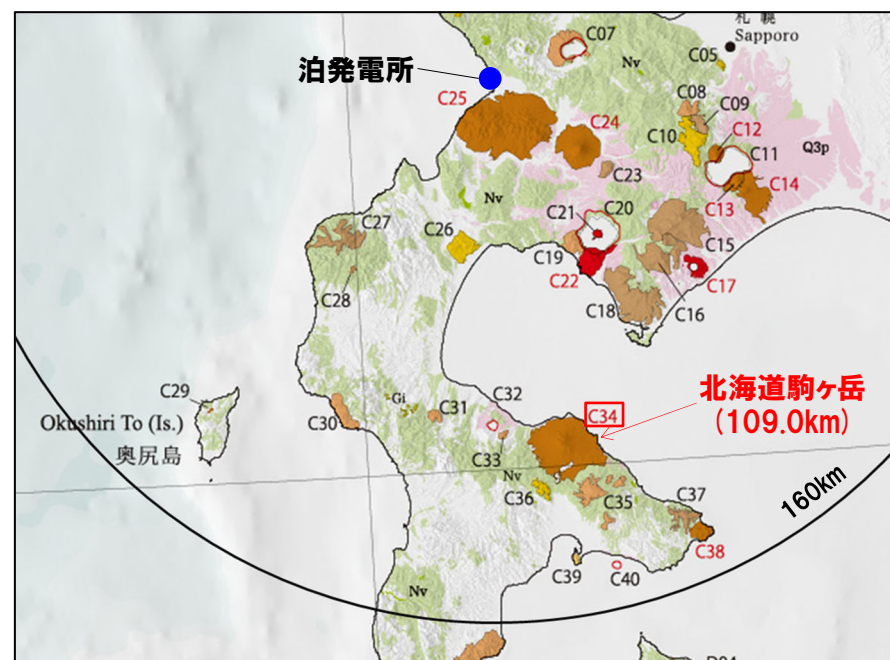 札幌
Sapporo
C07
Nv
C05
泊発電所
C25
C24
C08
C09
C10
C12
C11
Q3p
C23
C14
C13
Nv
C21
C20
C27
C26
C19
C15
C22
C17
C28
C18
C16
C29
Okushiri To (Is.)
奥尻島
Gi
C30
C31
C32
C34
北海道駒ヶ岳
(109.0km)
C33
Nv
C36
C35
C37
160km
C38
C39
C40
Nv